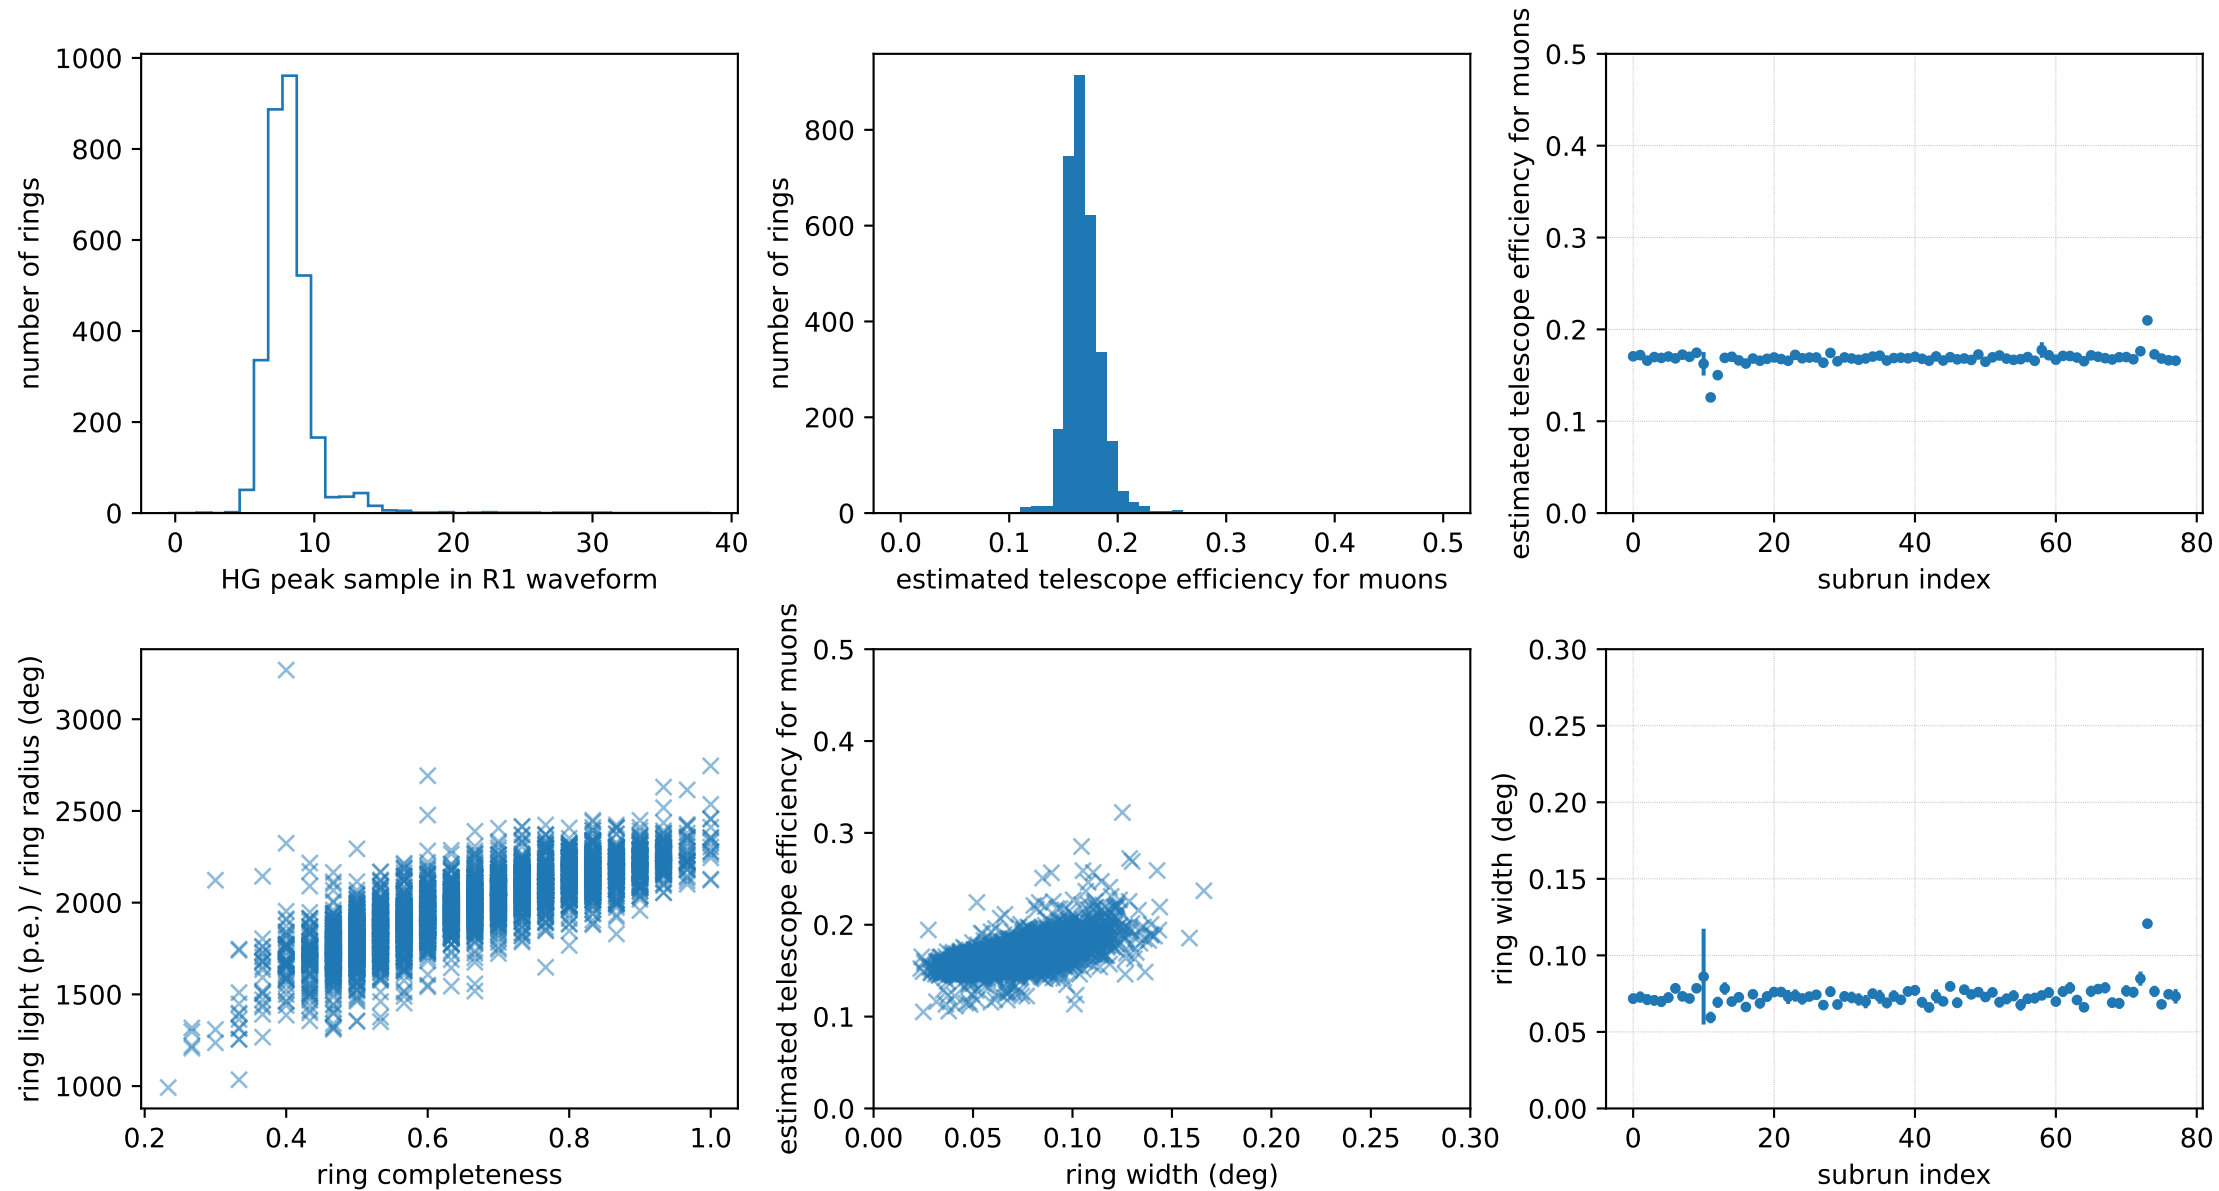 1000
800
600
400
200
0
number of rings
0 10 20 30 40
HG peak sample in R1 waveform
800
600
400
200
0
number of rings
0.0 0.1 0.2 0.3 0.4 0.5
estimated telescope efficiency for muons
0.5
0.4
0.3
0.2
0.1
0.0
estimated telescope efficiency for muons
0 20 40 60 80
subrun index
3000
2500
2000
1500
1000
ring light (p.e.) / ring radius (deg)
0.2 0.4 0.6 0.8 1.0
ring completeness
0.5
0.4
0.3
0.2
0.1
0.0
estimated telescope efficiency for muons
0.00 0.05 0.10 0.15 0.20 0.25 0.30
ring width (deg)
0.30
0.25
0.20
0.15
0.10
0.05
0.00
ring width (deg)
0 20 40 60 80
subrun index